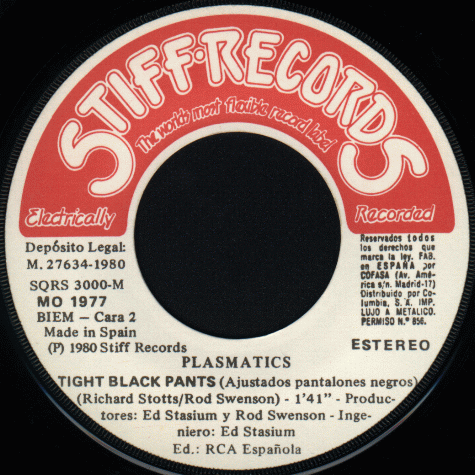 STIFF·RECORDS
The world's most flexible record label
Electrically
Recorded
Depósito Legal:
M. 27634-1980
SQRS 3000-M
MO 1977
BIEM — Cara 2
Made in Spain
(P) 1980 Stiff Records
Reservados todos
los derechos que
marca la ley. FAB.
en ESPAÑA por
COFASA (Av. Amé-
rica s/n. Madrid-17)
Distribuido por Co-
lumbia, S. A. IMP.
LUJO A METALICO.
PERMISO N.º 856.
ESTEREO
PLASMATICS
TIGHT BLACK PANTS (Ajustados pantalones negros)
(Richard Stotts/Rod Swenson) - 1'41" - Produc-
tores: Ed Stasium y Rod Swenson - Inge-
niero: Ed Stasium
Ed.: RCA Española